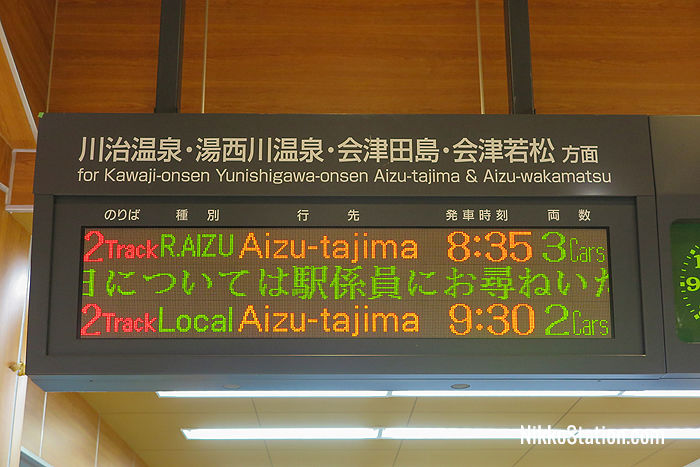 川治温泉・湯西川温泉・会津田島・会津若松 方面
for Kawaji-onsen Yunishigawa-onsen Aizu-tajima & Aizu-wakamatsu
のりば 種別 行先 発車時刻 両数
2Track R.AIZU Aizu-tajima 8:35 3Cars
については駅係員にお尋ねいた
2Track Local Aizu-tajima 9:30 2Cars
NikkoStation.com